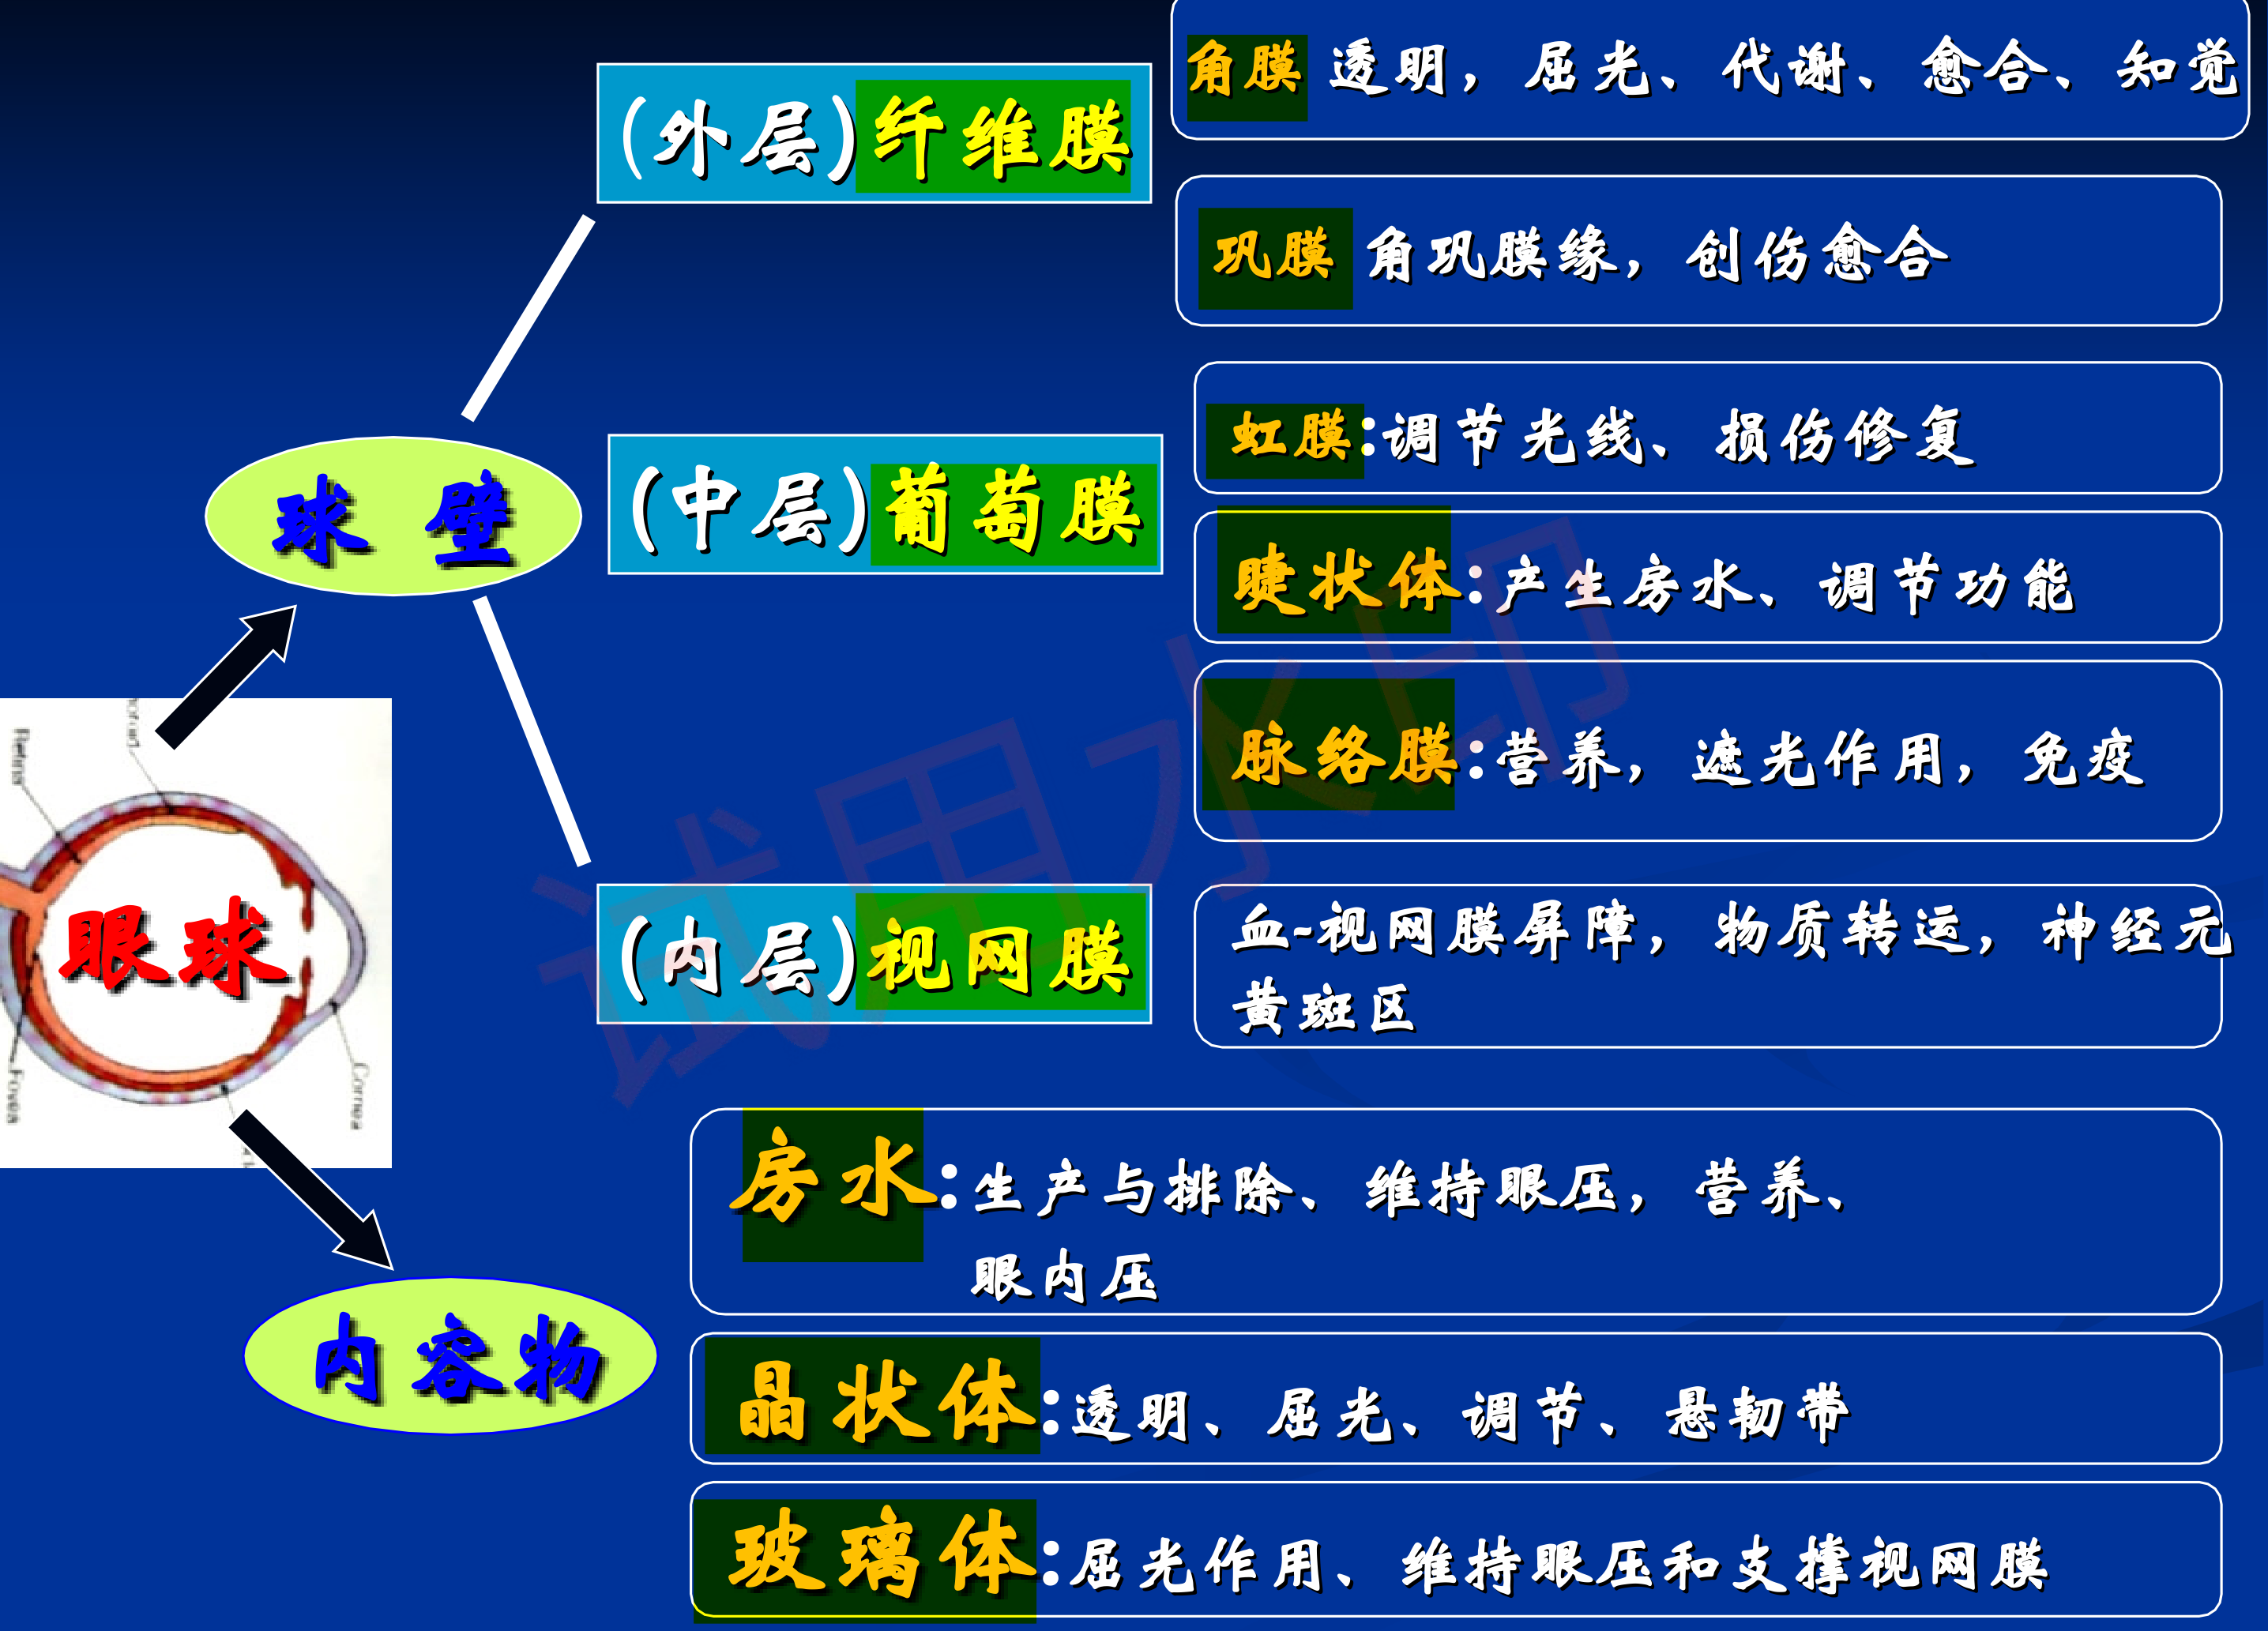 角膜 透明，屈光、代谢、愈合、知觉
(外层)纤维膜
巩膜 角巩膜缘，创伤愈合
虹膜:调节光线、损伤修复
球 壁
(中层)葡萄膜
睫状体:产生房水、调节功能
脉络膜:营养，遮光作用，免疫
Retina
眼球
(内层)视网膜
血-视网膜屏障，物质转运，神经元
黄斑区
Fovea
Cornea
房水:生产与排除、维持眼压，营养、
眼内压
内容物
晶状体:透明、屈光、调节、悬韧带
玻璃体:屈光作用、维持眼压和支撑视网膜
试用水印